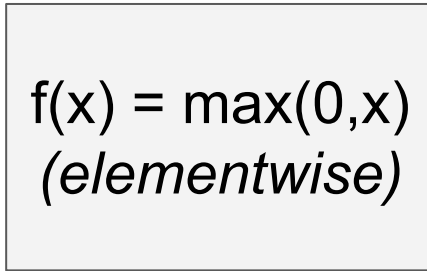 f(x) = max(0,x)
(elementwise)